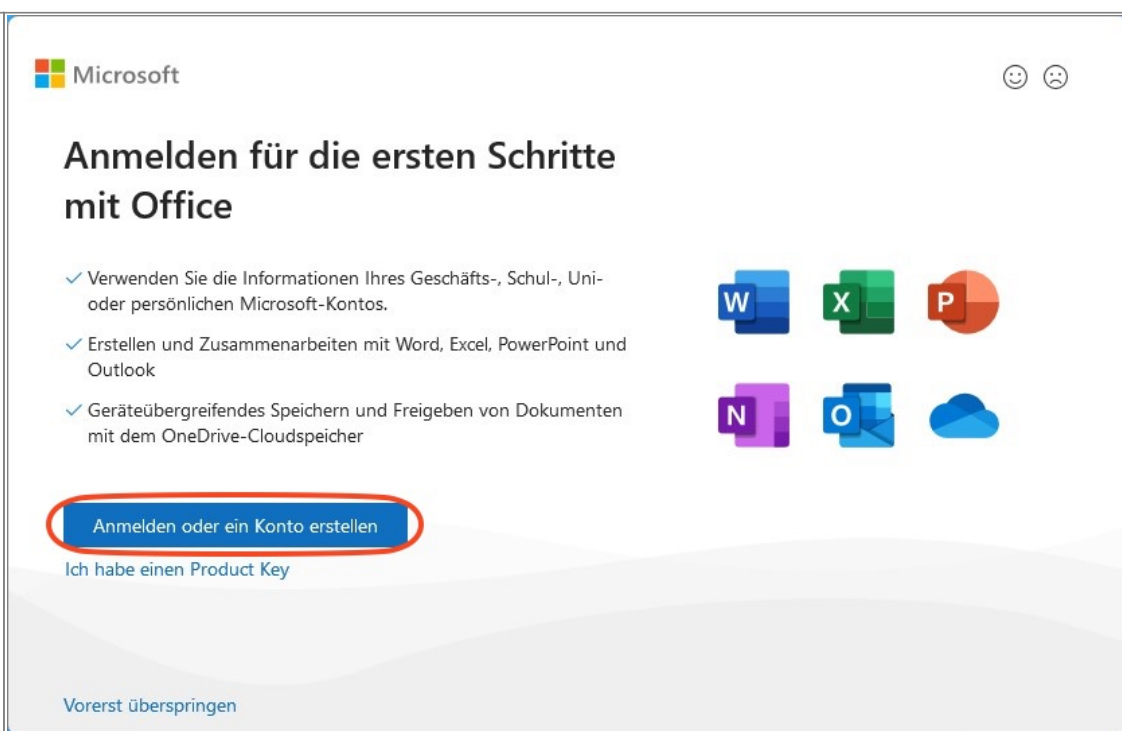 Microsoft
Anmelden für die ersten Schritte
mit Office
Verwenden Sie die Informationen Ihres Geschäfts-, Schul-, Uni-
oder persönlichen Microsoft-Kontos.
Erstellen und Zusammenarbeiten mit Word, Excel, PowerPoint und
Outlook
Geräteübergreifendes Speichern und Freigeben von Dokumenten
mit dem OneDrive-Cloudspeicher
W X P
N O
Anmelden oder ein Konto erstellen
Ich habe einen Product Key
Vorerst überspringen